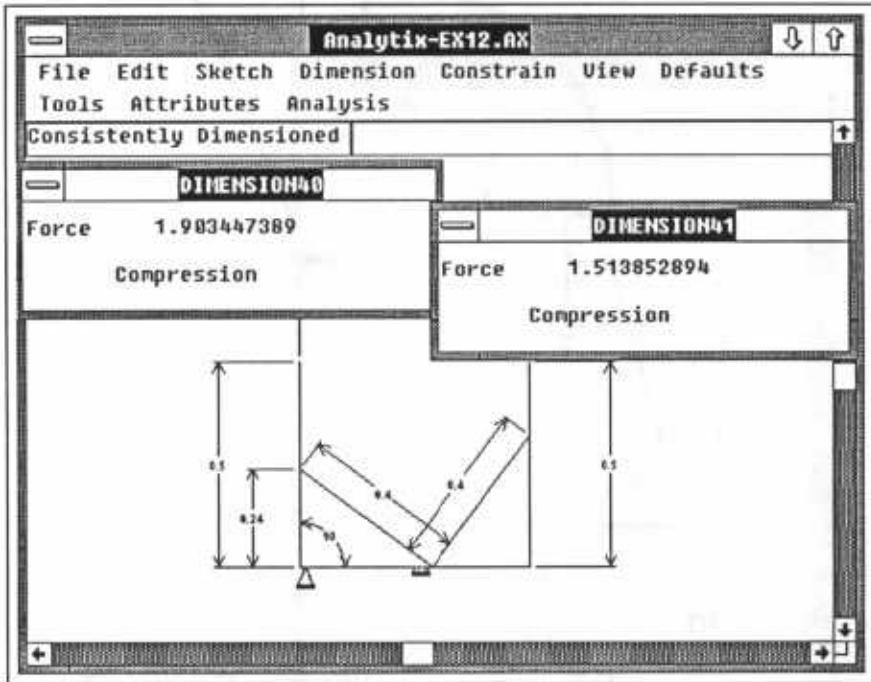 Analytix-EX12.AX
File Edit Sketch Dimension Constrain View Defaults
Tools Attributes Analysis
Consistently Dimensioned
DIMENSION40
Force 1.903447389
Compression
DIMENSION41
Force 1.513852894
Compression
0.5
0.24
90
0.4
0.4
0.5